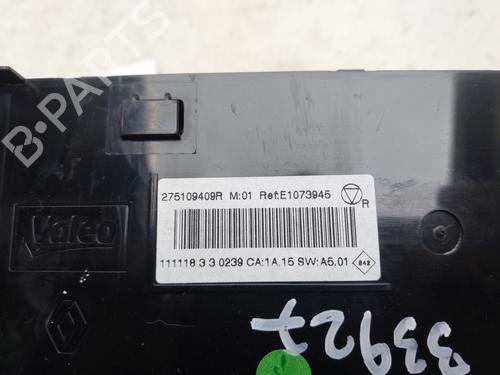 B-PARTS
275109409R M:01 Ref:E1073945
R
Valeo
111118 3 3 0239 CA:1A.15 SW:A5.01
842
33927